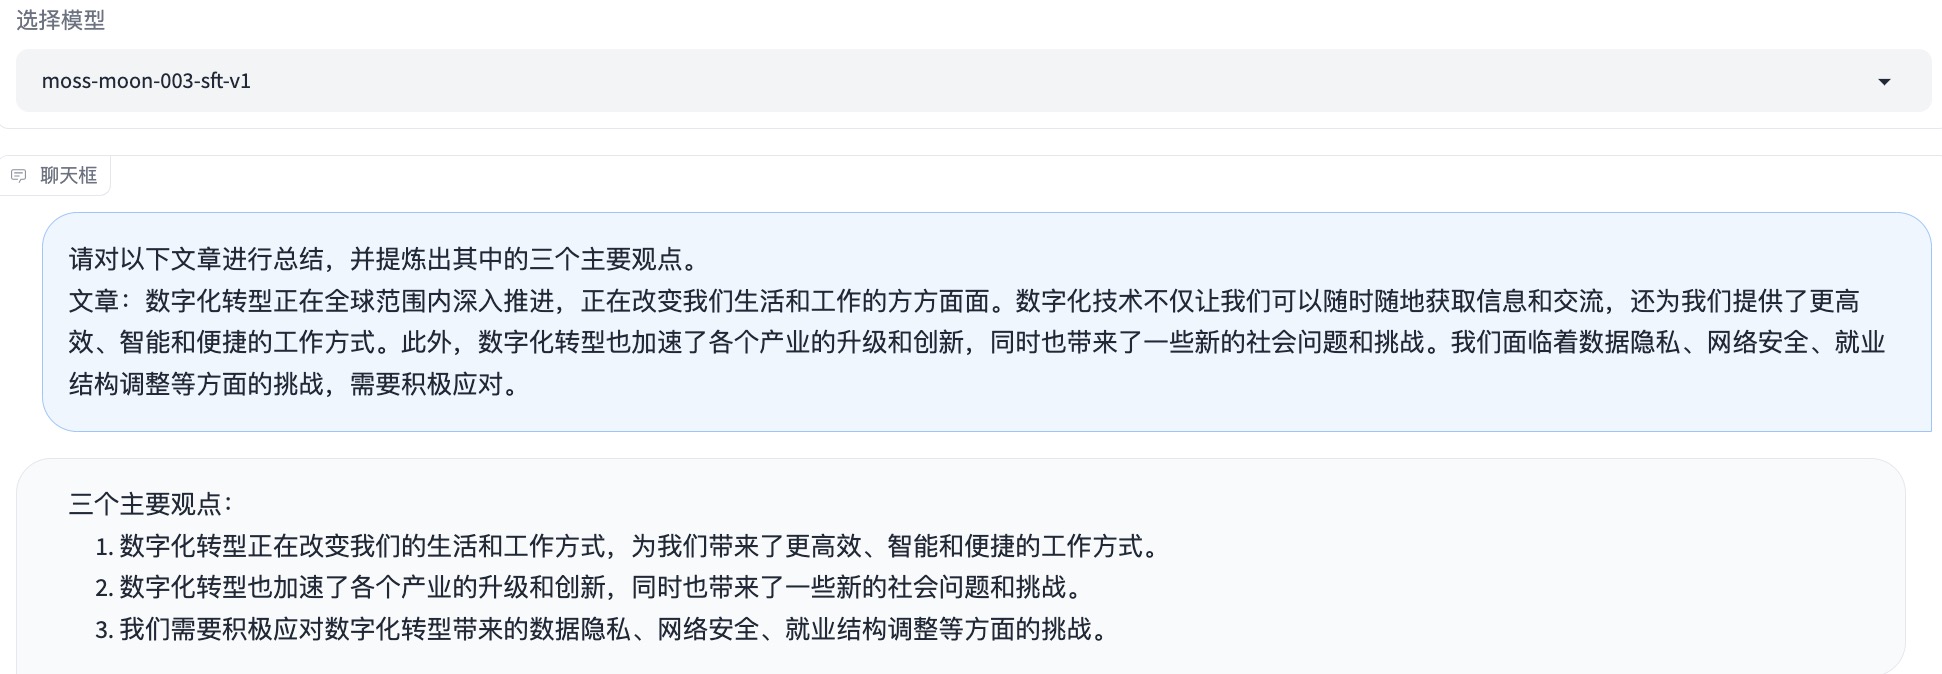 选择模型
moss-moon-003-sft-v1
聊天框
请对以下文章进行总结，并提炼出其中的三个主要观点。
文章：数字化转型正在全球范围内深入推进，正在改变我们生活和工作的方方面面。数字化技术不仅让我们可以随时随地获取信息和交流，还为我们提供了更高
效、智能和便捷的工作方式。此外，数字化转型也加速了各个产业的升级和创新，同时也带来了一些新的社会问题和挑战。我们面临着数据隐私、网络安全、就业
结构调整等方面的挑战，需要积极应对。
三个主要观点：
1. 数字化转型正在改变我们的生活和工作方式，为我们带来了更高效、智能和便捷的工作方式。
2. 数字化转型也加速了各个产业的升级和创新，同时也带来了一些新的社会问题和挑战。
3. 我们需要积极应对数字化转型带来的数据隐私、网络安全、就业结构调整等方面的挑战。